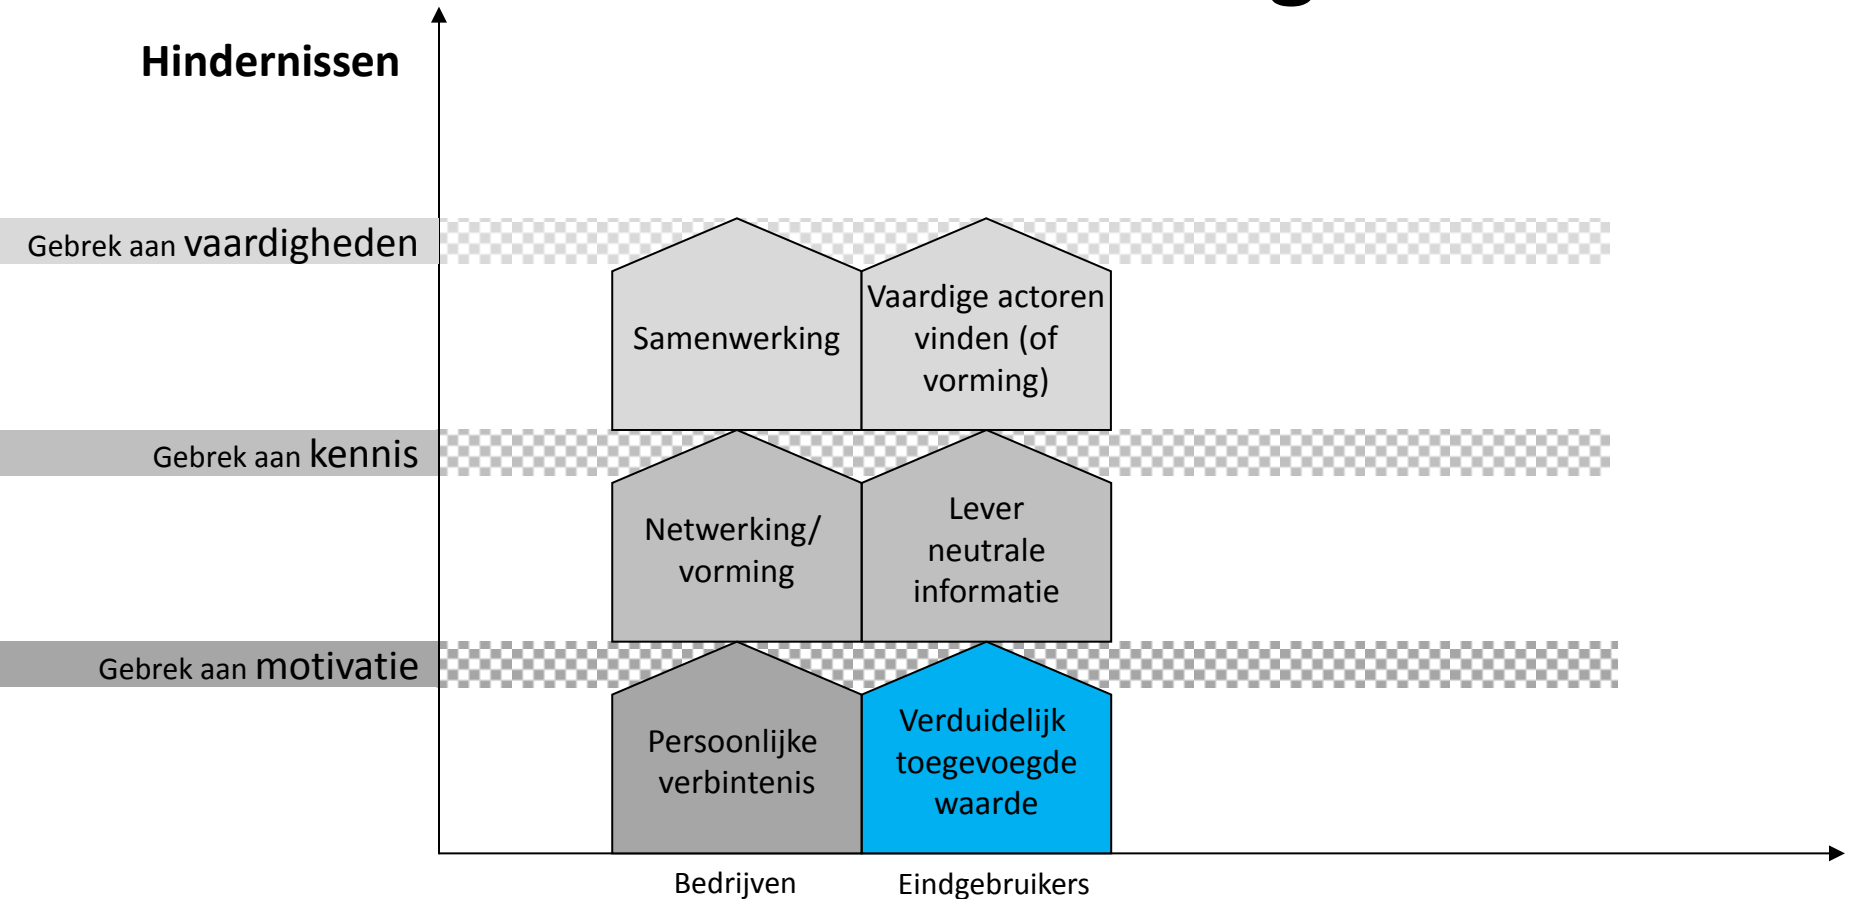 Hindernissen
Gebrek aan vaardigheden
Samenwerking
Vaardige actoren
vinden (of
vorming)
Gebrek aan kennis
Netwerking/
vorming
Lever
neutrale
informatie
Gebrek aan motivatie
Persoonlijke
verbintenis
Verduidelijk
toegevoegde
waarde
Bedrijven
Eindgebruikers